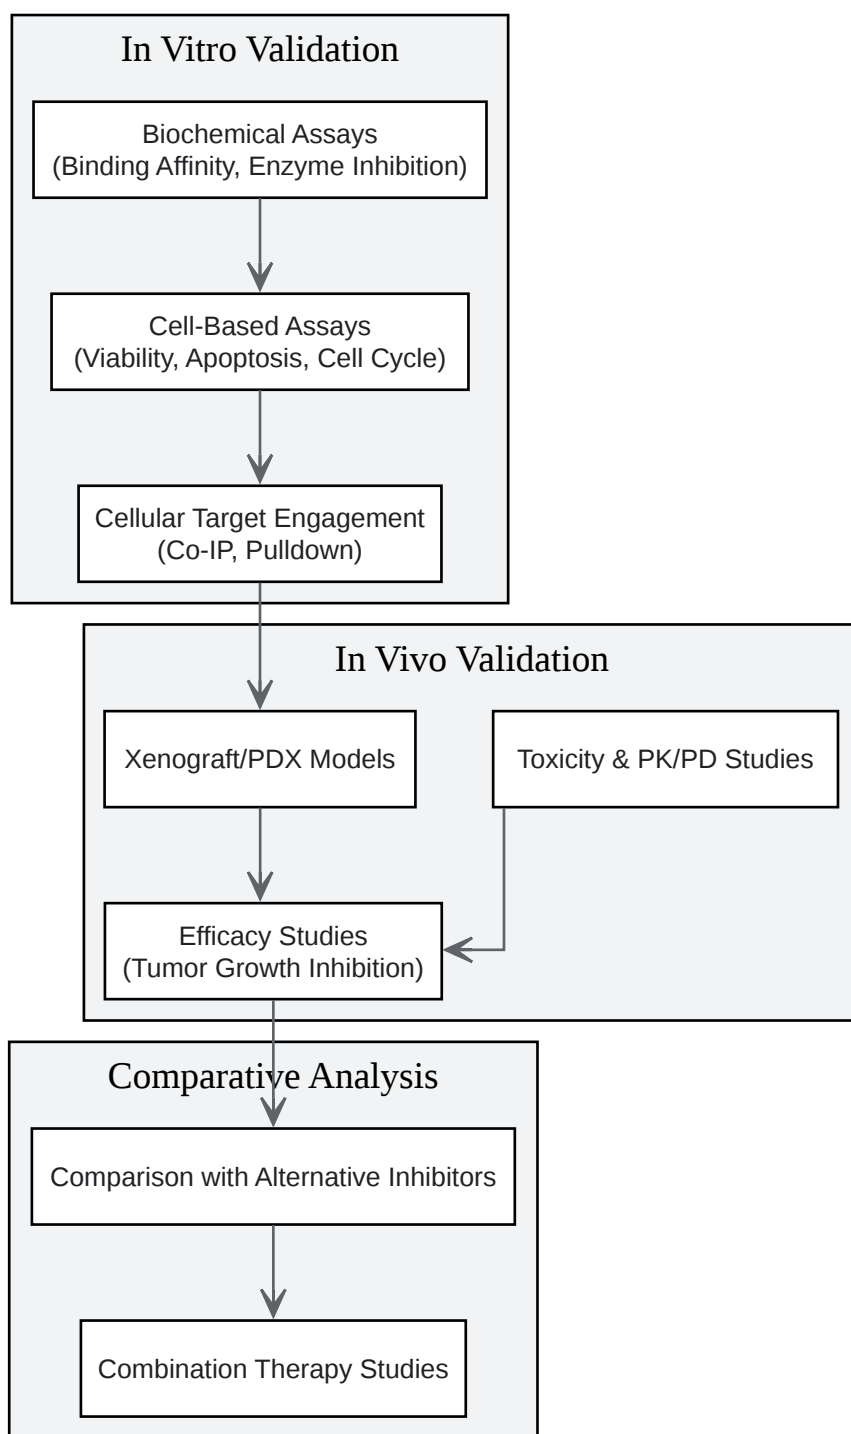 In Vitro Validation
Biochemical Assays
(Binding Affinity, Enzyme Inhibition)
Cell-Based Assays
(Viability, Apoptosis, Cell Cycle)
Cellular Target Engagement
(Co-IP, Pulldown)
In Vivo Validation
Xenograft/PDX Models
Toxicity & PK/PD Studies
Efficacy Studies
(Tumor Growth Inhibition)
Comparative Analysis
Comparison with Alternative Inhibitors
Combination Therapy Studies